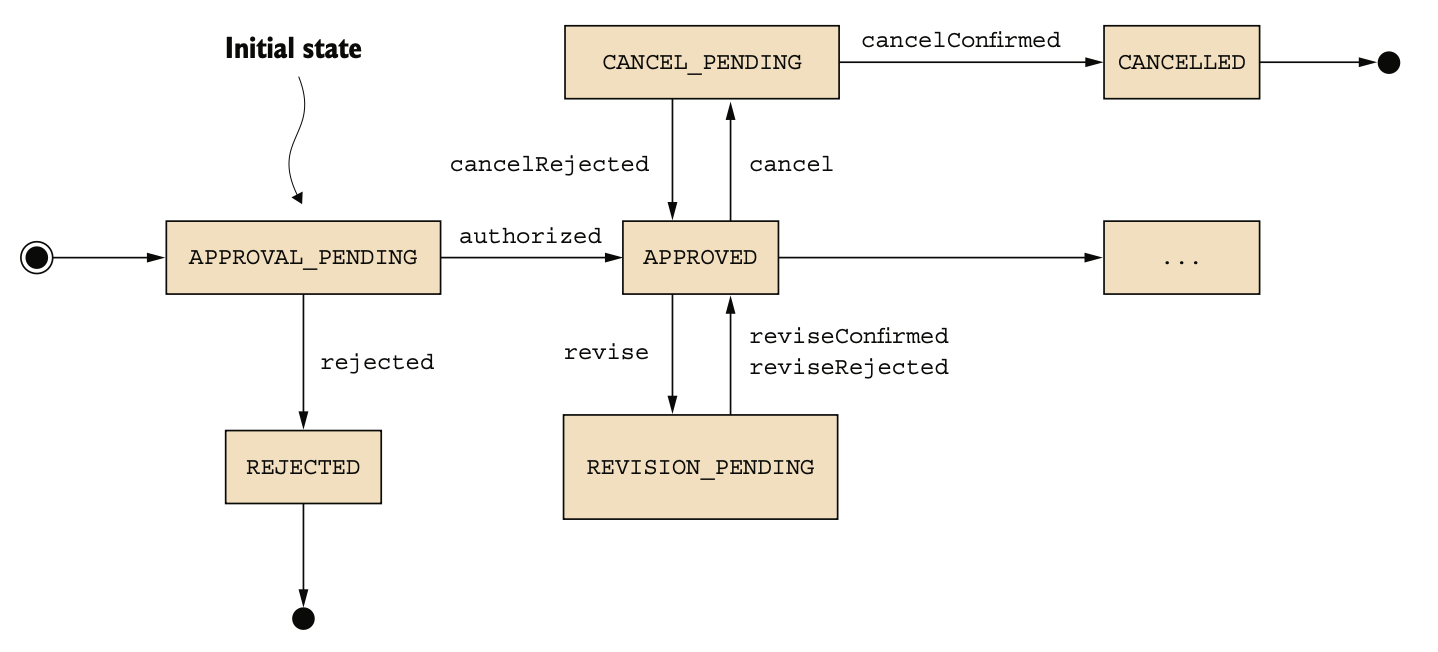 Initial state
CANCEL_PENDING
cancelConfirmed
CANCELLED
cancelRejected
cancel
APPROVAL_PENDING
authorized
APPROVED
...
rejected
revise
reviseConfirmed
reviseRejected
REJECTED
REVISION_PENDING